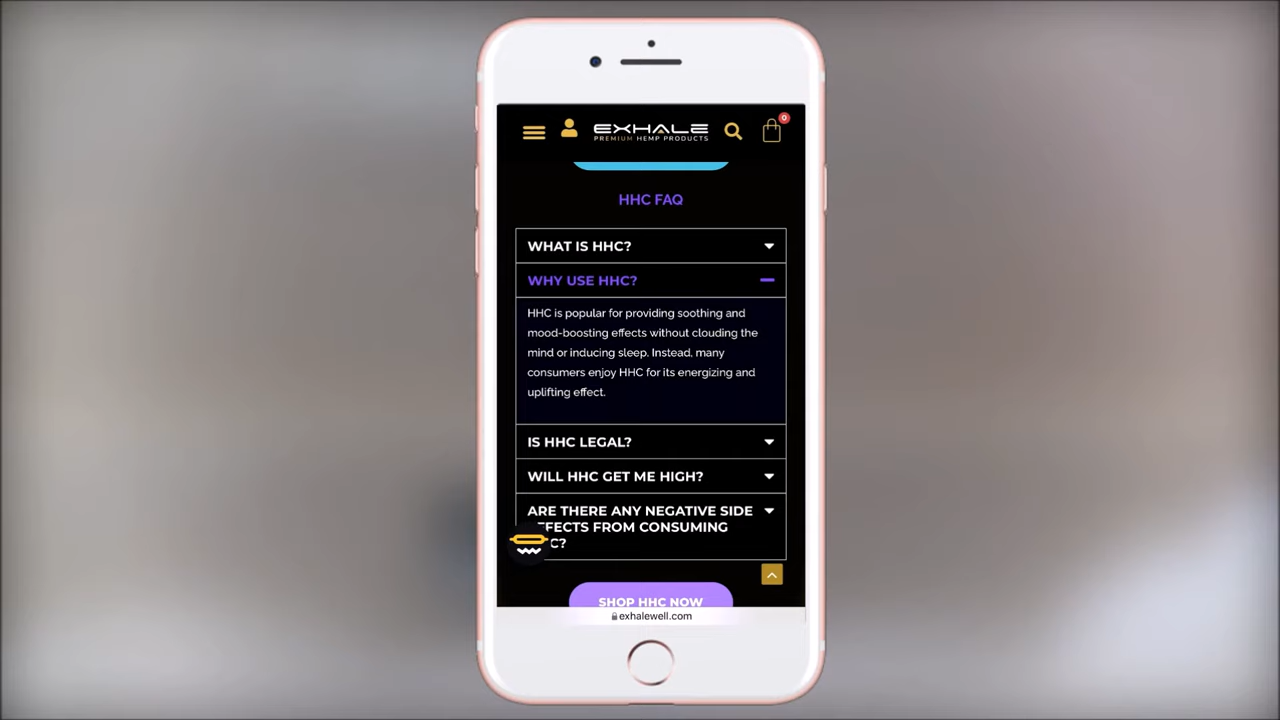 EXHALE
PREMIUM HEMP PRODUCTS
0
HHC FAQ
WHAT IS HHC?
WHY USE HHC?
HHC is popular for providing soothing and
mood-boosting effects without clouding the
mind or inducing sleep. Instead, many
consumers enjoy HHC for its energizing and
uplifting effect.
IS HHC LEGAL?
WILL HHC GET ME HIGH?
ARE THERE ANY NEGATIVE SIDE
FFECTS FROM CONSUMING
C?
SHOP HHC NOW
exhalewell.com